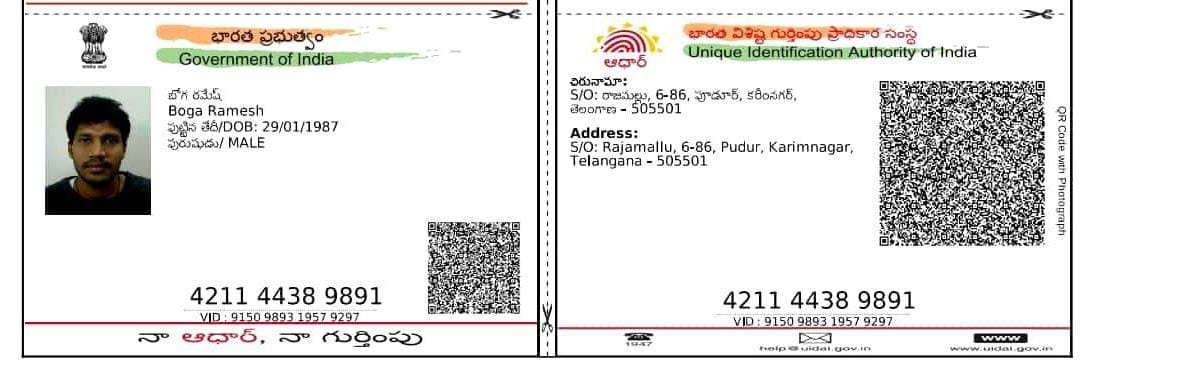 భారత ప్రభుత్వం
Government of India
బోగ రమేష్
Boga Ramesh
పుట్టిన తేదీ/DOB: 29/01/1987
పురుషుడు/ MALE
4211 4438 9891
VID : 9150 9893 1957 9297
నా ఆధార్, నా గుర్తింపు
ఆధార్
భారత విశిష్ట గుర్తింపు ప్రాధికార సంస్థ
Unique Identification Authority of India
చిరునామా:
S/O: రాజమల్లు, 6-86, పూడూర్, కరీంనగర్,
తెలంగాణ - 505501
Address:
S/O: Rajamallu, 6-86, Pudur, Karimnagar,
Telangana - 505501
QR Code with Photograph
4211 4438 9891
VID : 9150 9893 1957 9297
1947
help@uidai.gov.in
www
www.uidai.gov.in